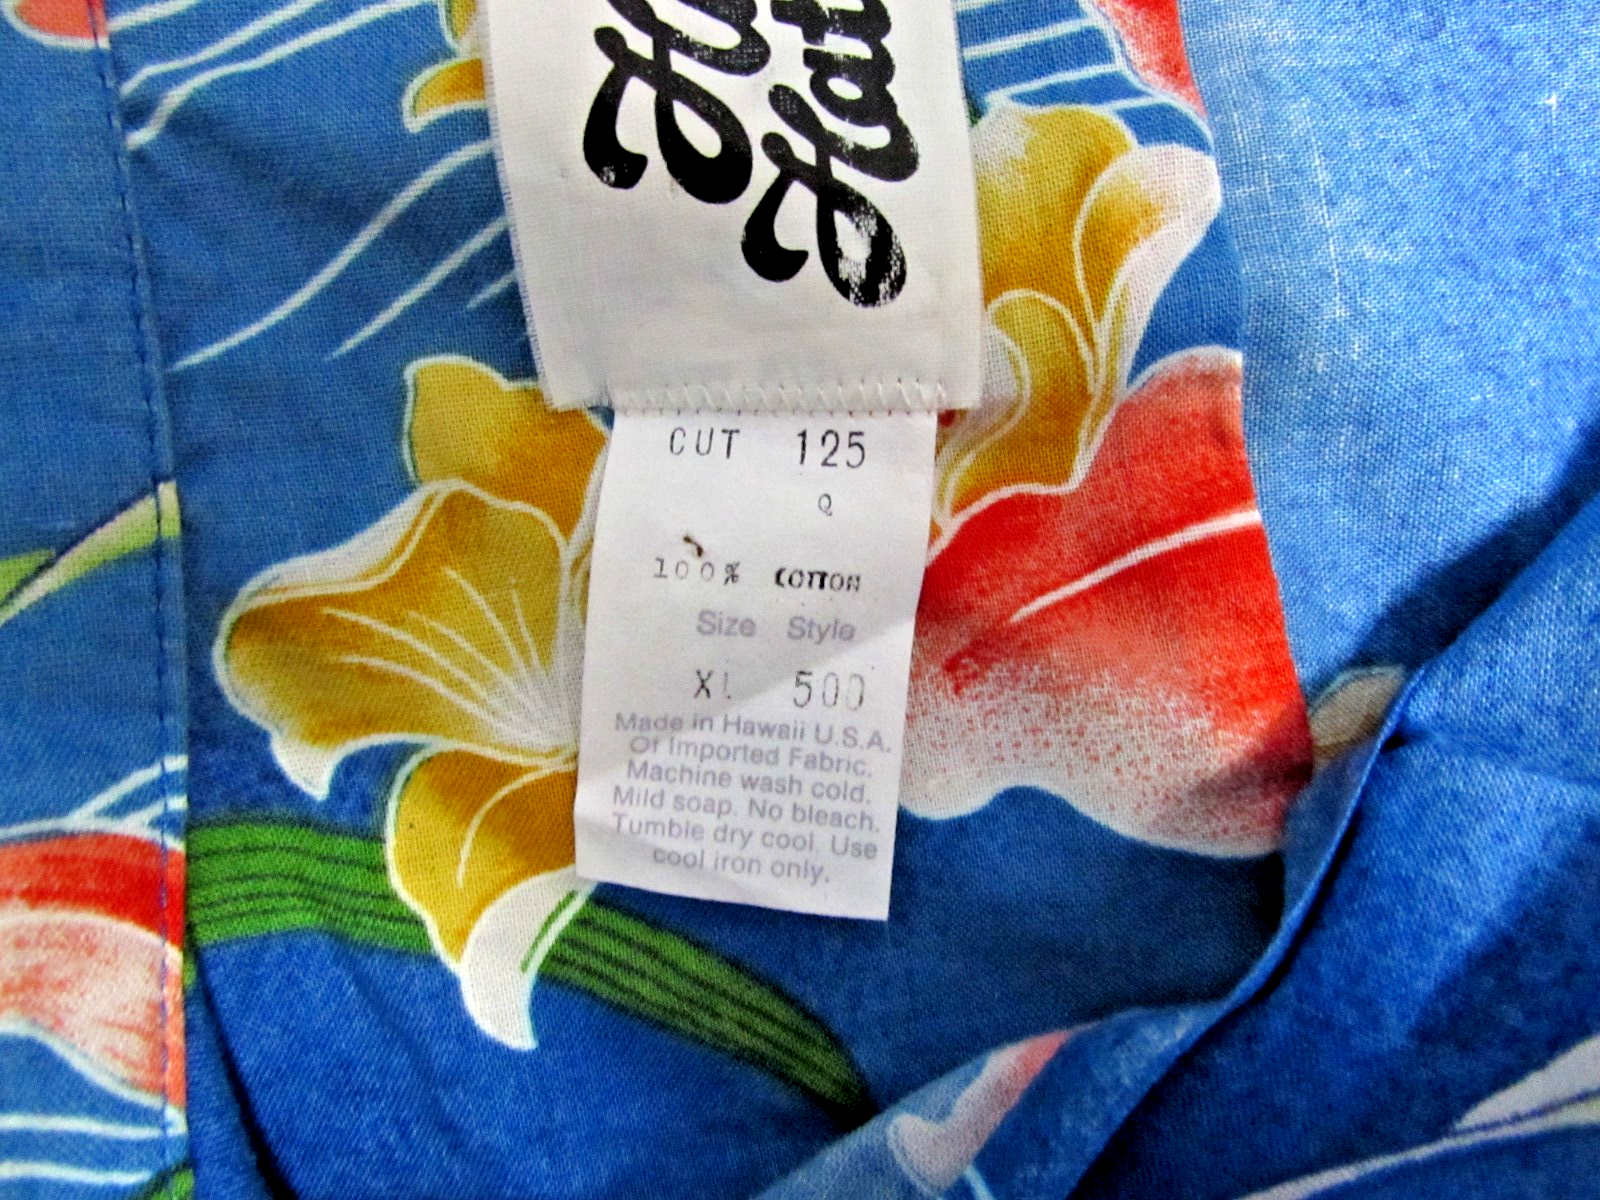 CUT 125
Q
100% COTTON
Size Style
XL 500
Made in Hawaii U.S.A.
Of Imported Fabric.
Machine wash cold.
Mild soap. No bleach.
Tumble dry cool. Use
cool iron only.